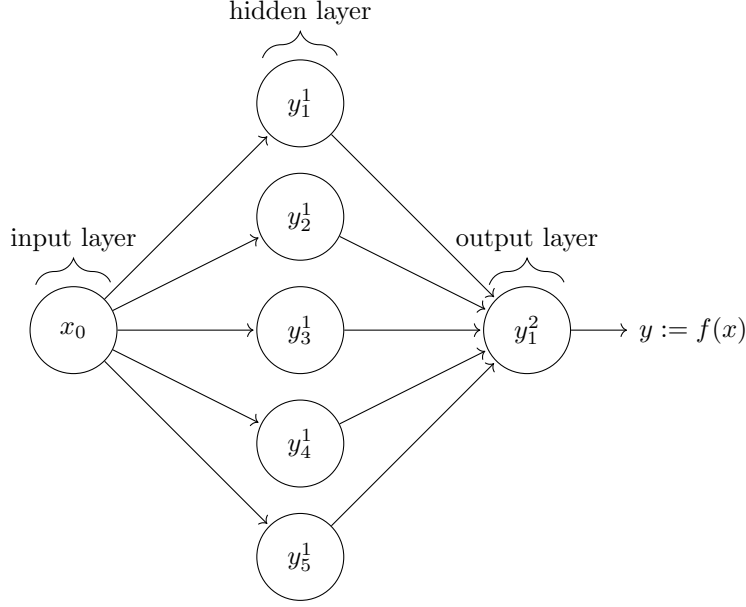 hidden layer
y_1^1
y_2^1
input layer
output layer
x_0
y_3^1
y_1^2
y := f(x)
y_4^1
y_5^1